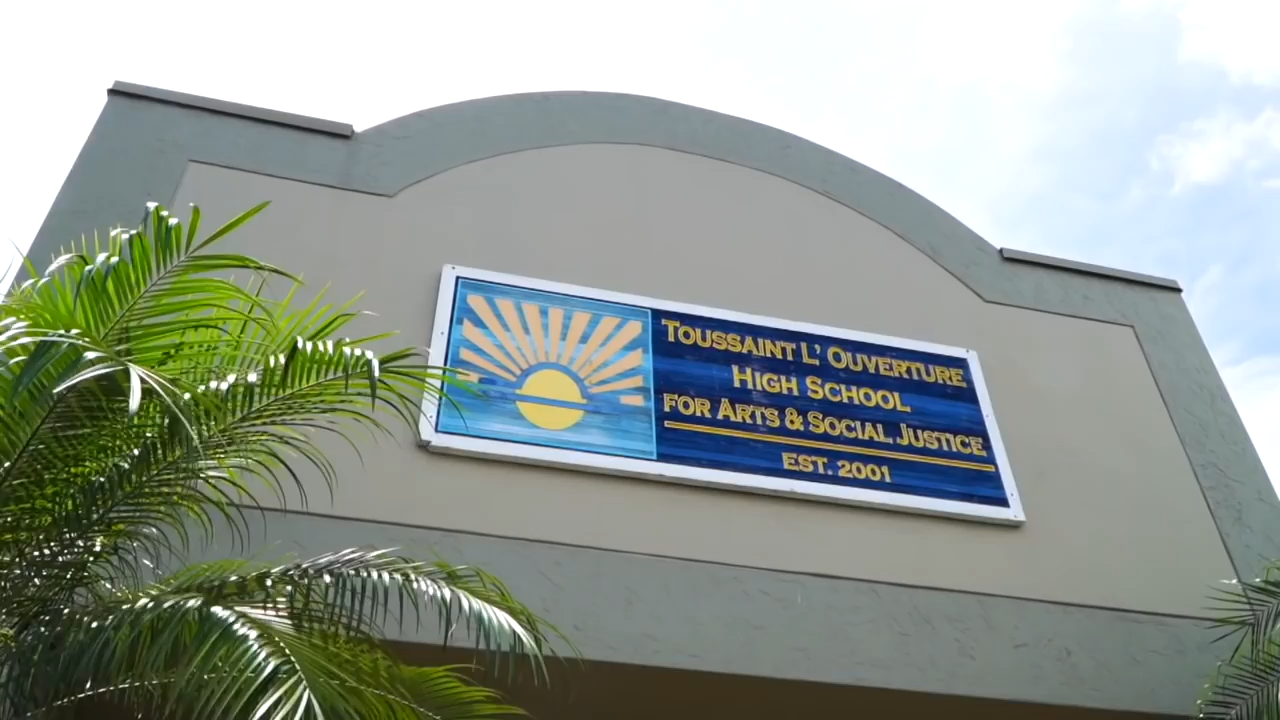 TOUSSAINT L' OUVERTURE
HIGH SCHOOL
FOR ARTS & SOCIAL JUSTICE
EST. 2001